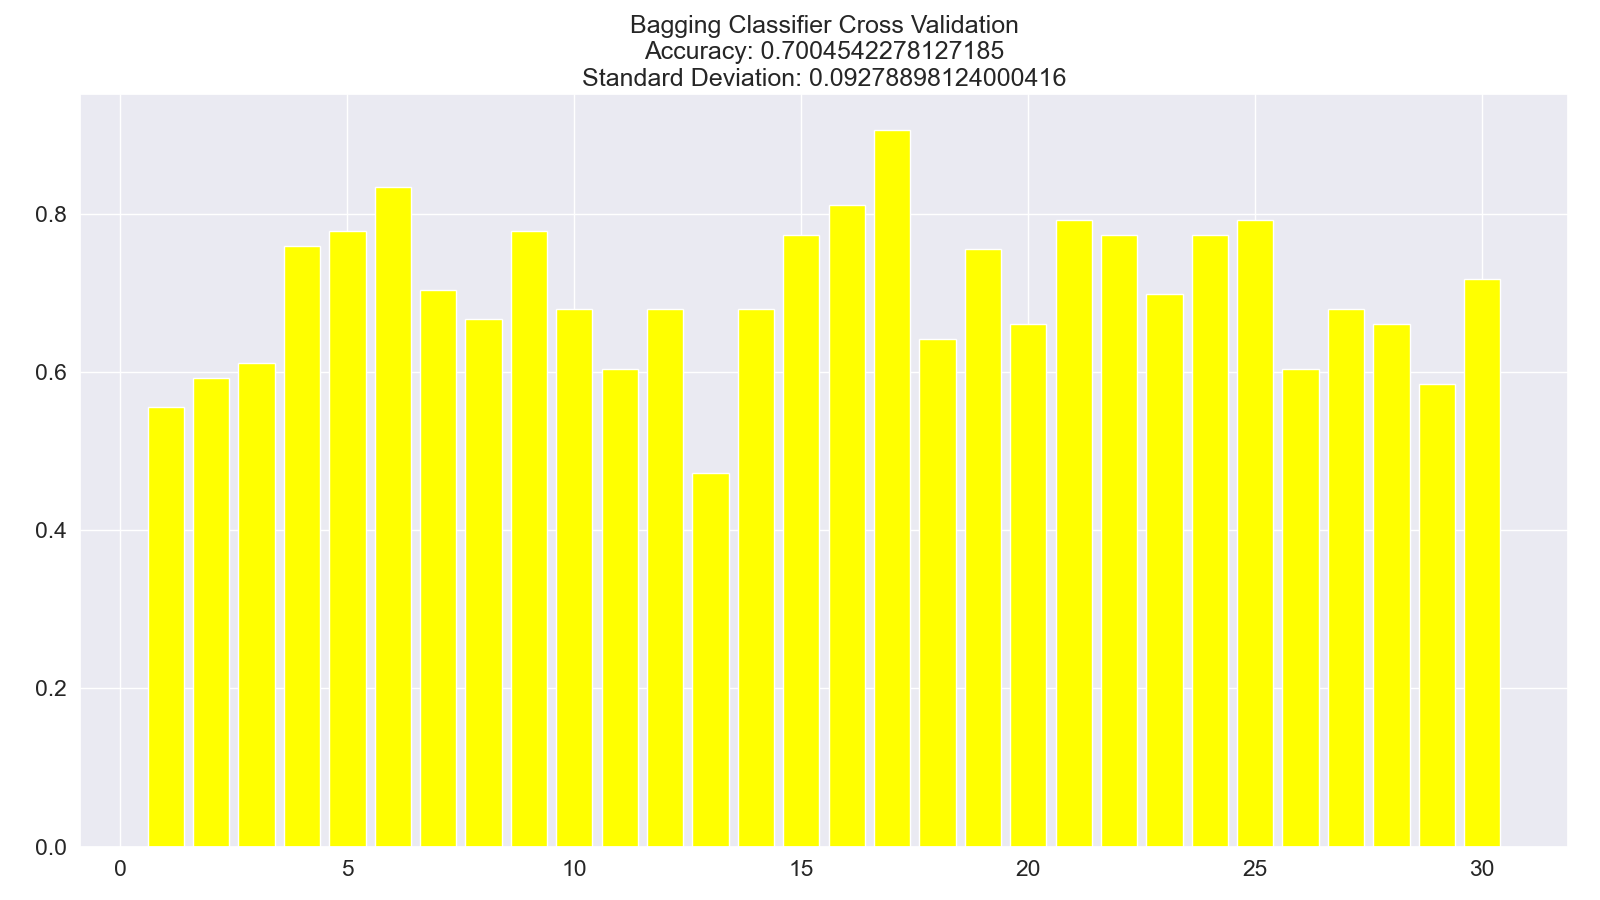 Bagging Classifier Cross Validation
Accuracy: 0.7004542278127185
Standard Deviation: 0.09278898124000416
0.8
0.6
0.4
0.2
0.0
0 5 10 15 20 25 30